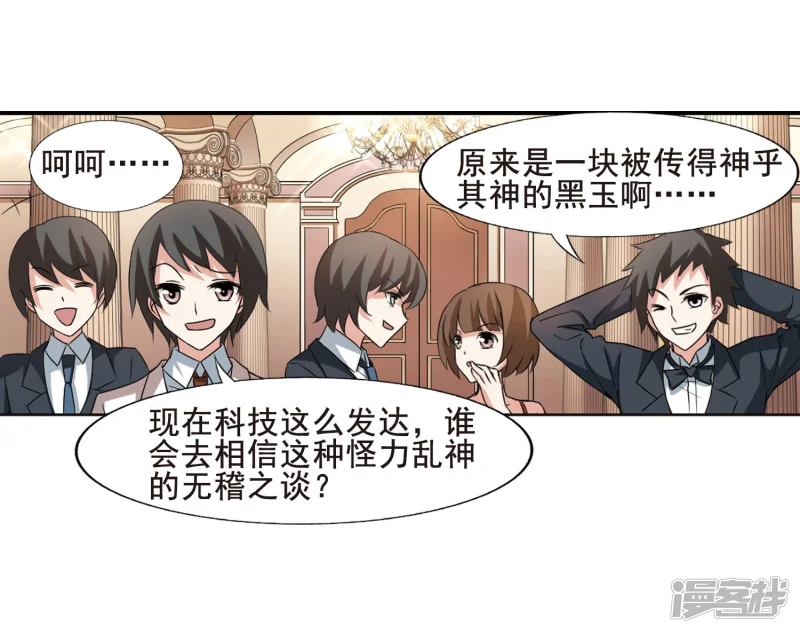 呵呵……
原来是一块被传得神乎
其神的黑玉啊……
现在科技这么发达，谁
会去相信这种怪力乱神
的无稽之谈？
漫客栈